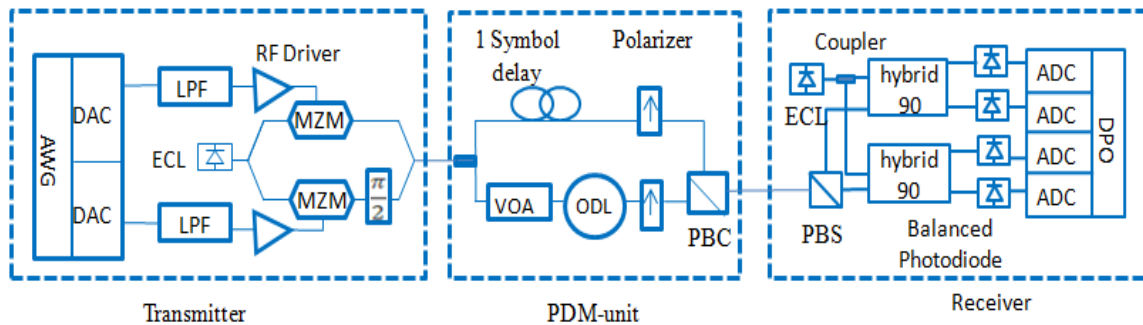 AWG
DAC
DAC
LPF
RF Driver
MZM
ECL
MZM
π/2
LPF
Transmitter
1 Symbol
delay
Polarizer
VOA
ODL
PBC
PDM-unit
Coupler
ECL
PBS
hybrid
90
hybrid
90
Balanced
Photodiode
ADC
ADC
ADC
ADC
DPO
Receiver